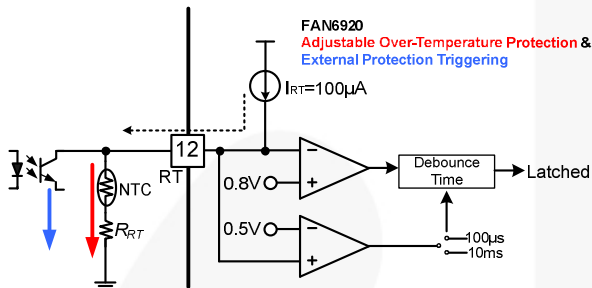 FAN6920
Adjustable Over-Temperature Protection &
External Protection Triggering
IRT=100µA
12
RT
NTC
RRT
0.8V
0.5V
−
+
−
+
Debounce
Time
Latched
100µs
10ms